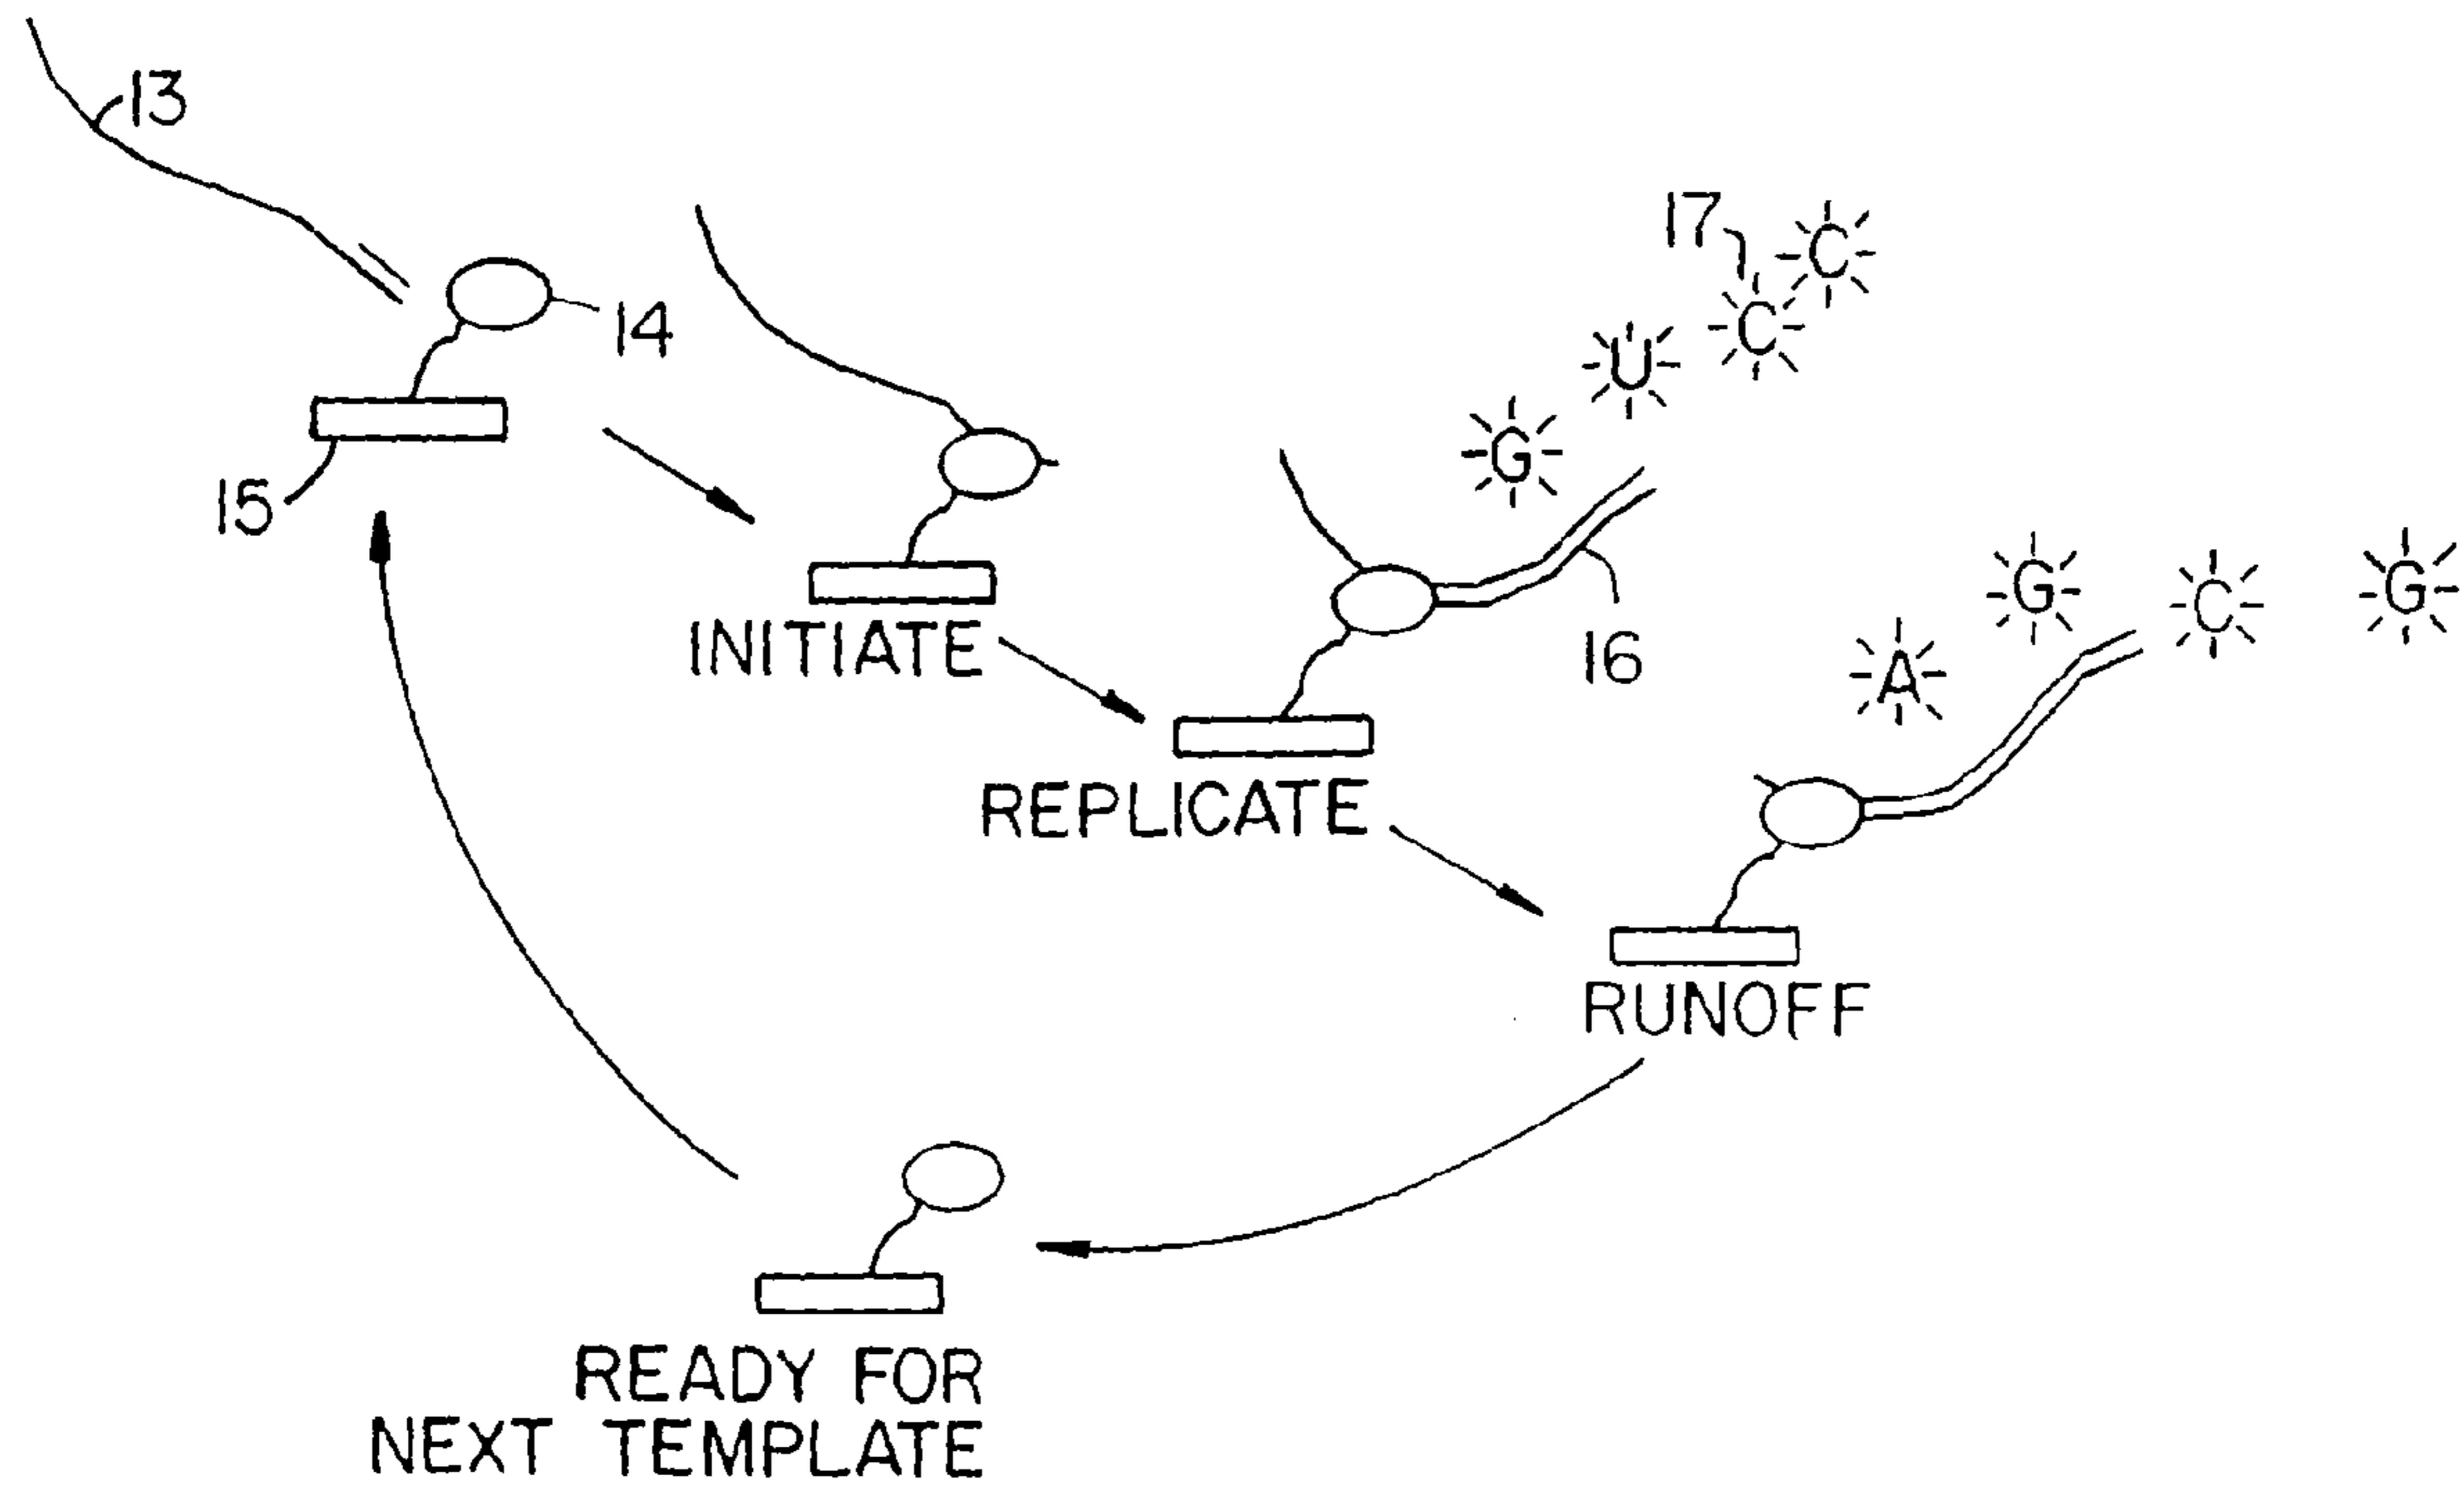 13
14
15
17
C
C
U
G
INITIATE
16
G
C
G
A
REPLICATE
RUNOFF
READY FOR
NEXT TEMPLATE